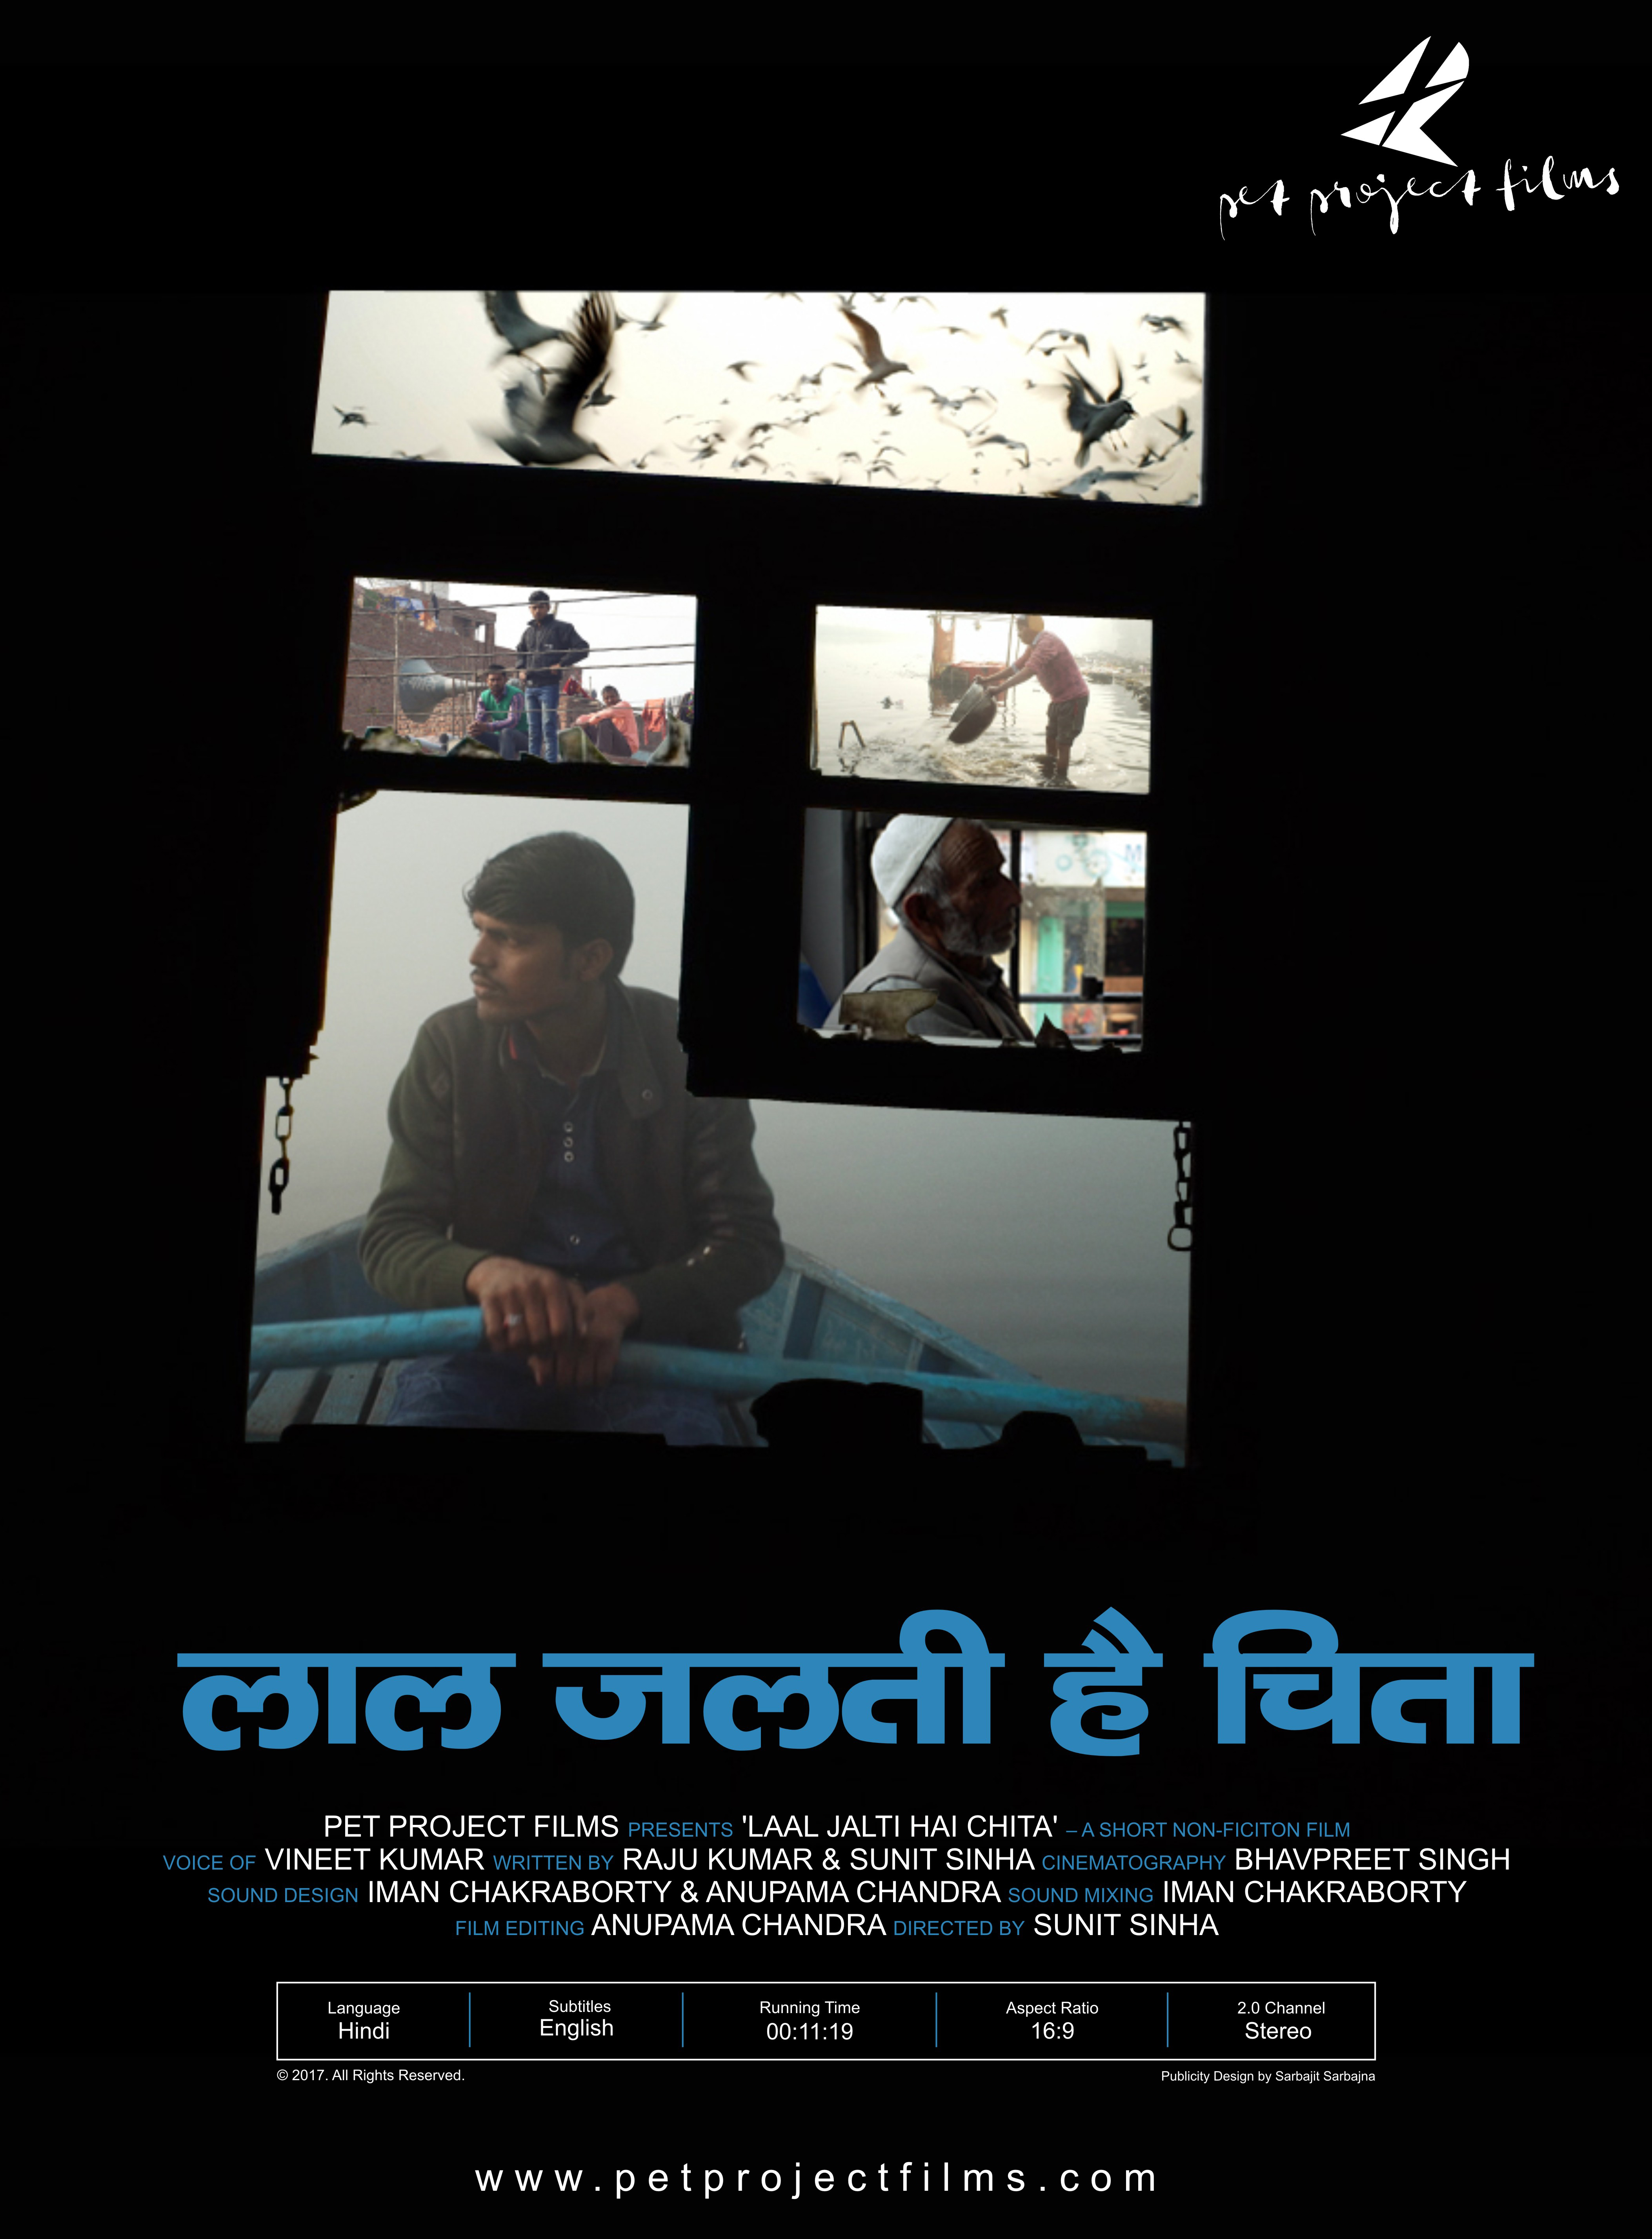 pet project films
लाल जलती है चिता
PET PROJECT FILMS PRESENTS 'LAAL JALTI HAI CHITA' – A SHORT NON-FICITON FILM
VOICE OF VINEET KUMAR WRITTEN BY RAJU KUMAR & SUNIT SINHA CINEMATOGRAPHY BHAVPREET SINGH
SOUND DESIGN IMAN CHAKRABORTY & ANUPAMA CHANDRA SOUND MIXING IMAN CHAKRABORTY
FILM EDITING ANUPAMA CHANDRA DIRECTED BY SUNIT SINHA
Language Subtitles Running Time Aspect Ratio 2.0 Channel
Hindi English 00:11:19 16:9 Stereo
© 2017. All Rights Reserved. Publicity Design by Sarbajit Sarbajna
www.petprojectfilms.com